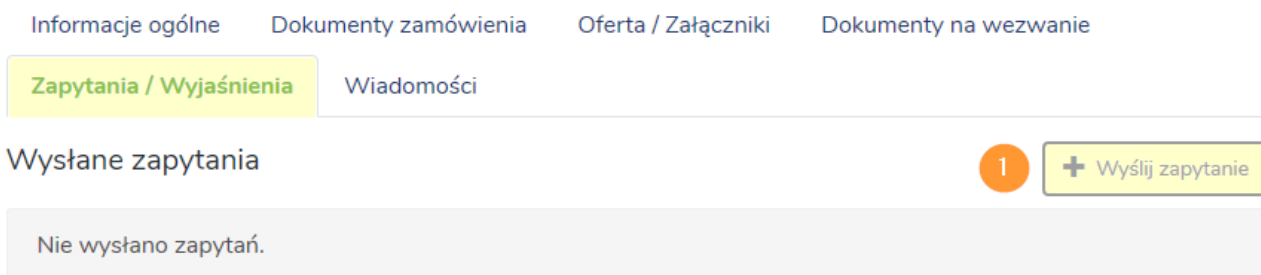 Informacje ogólne Dokumenty zamówienia Oferta / Załączniki Dokumenty na wezwanie
Zapytania / Wyjaśnienia Wiadomości
Wysłane zapytania 1 + Wyślij zapytanie
Nie wysłano zapytań.